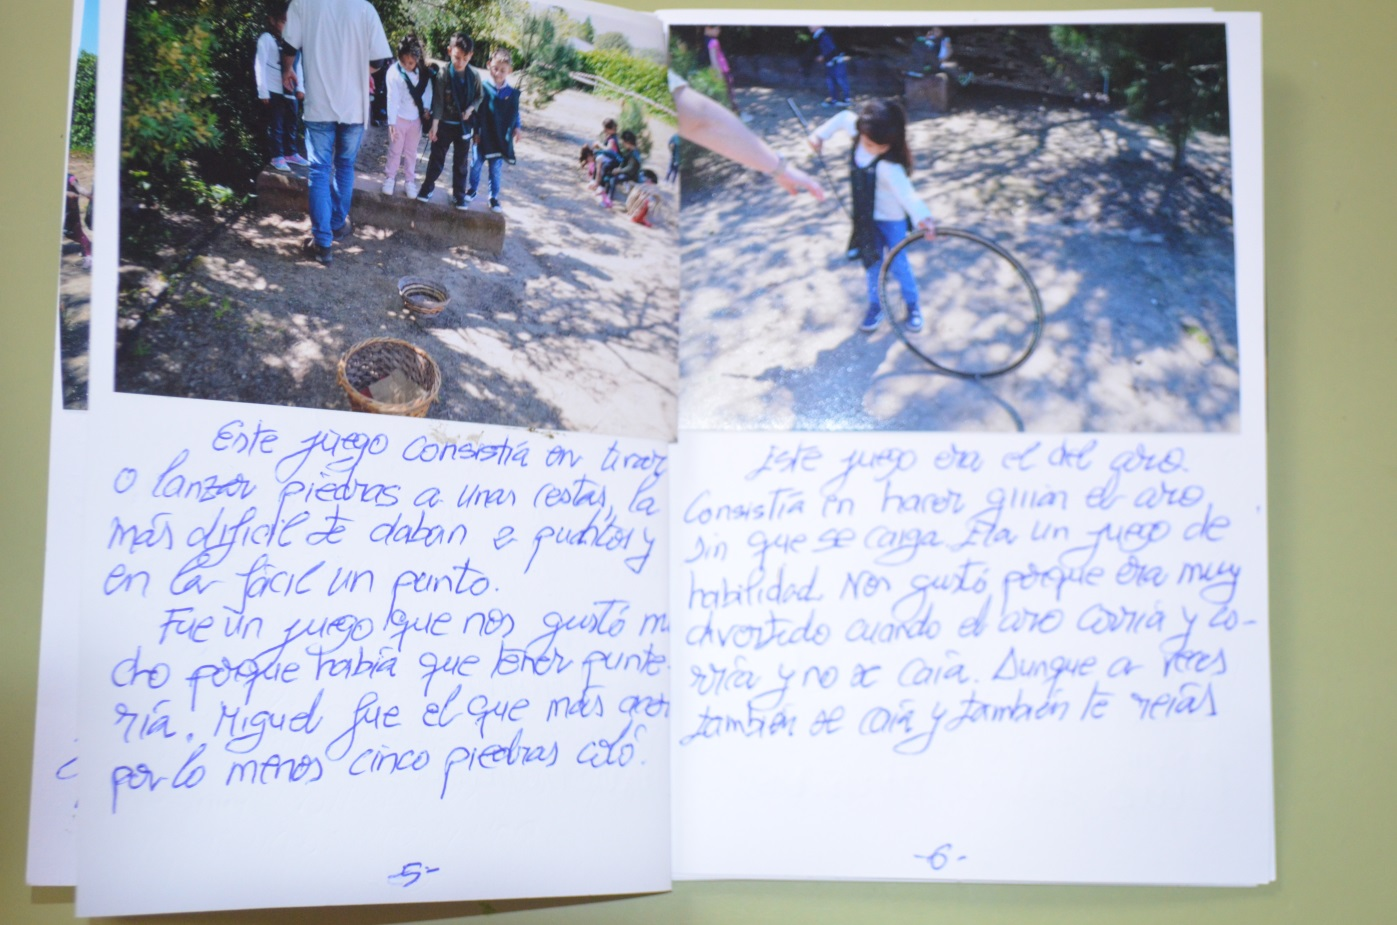 Este juego consistía en tirar
o lanzar piedras a unas cestas, la
más difícil te daban 2 puntos y
en la fácil un punto.
Fue un juego que nos gustó mu
cho porque había que tener punte
ría. Miguel fue el que más
por lo menos cinco piedras coló.
-5-
Este juego era el del aro.
Consistía en hacer guiar el aro
sin que se caiga. Era un juego de
habilidad. Nos gustó porque era muy
divertido cuando el aro corría y co-
rría y no se caía. Aunque a veces
también se caía y también te reías
-6-